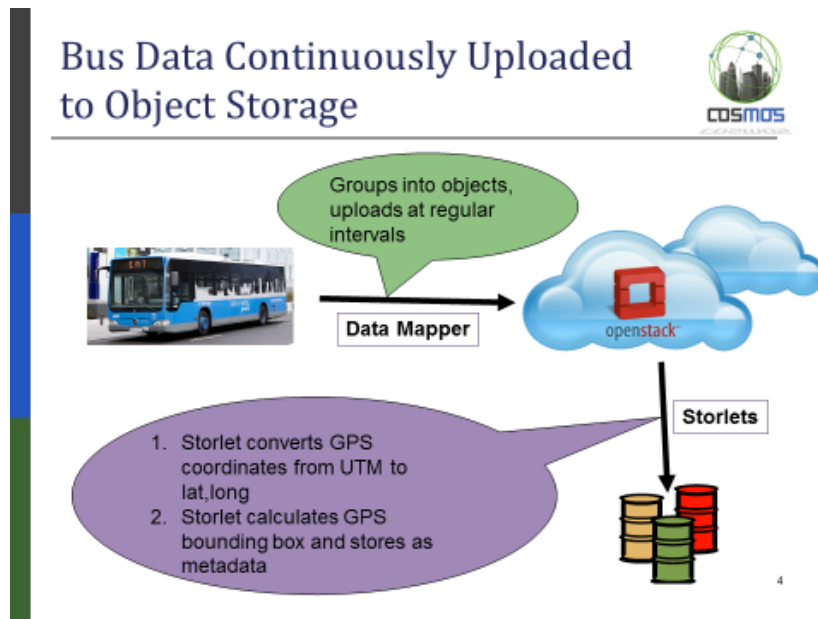 Bus Data Continuously Uploaded
to Object Storage
COSMOS
Groups into objects,
uploads at regular
intervals
Data Mapper
openstack
Storlets
1. Storlet converts GPS
coordinates from UTM to
lat,long
2. Storlet calculates GPS
bounding box and stores as
metadata
4